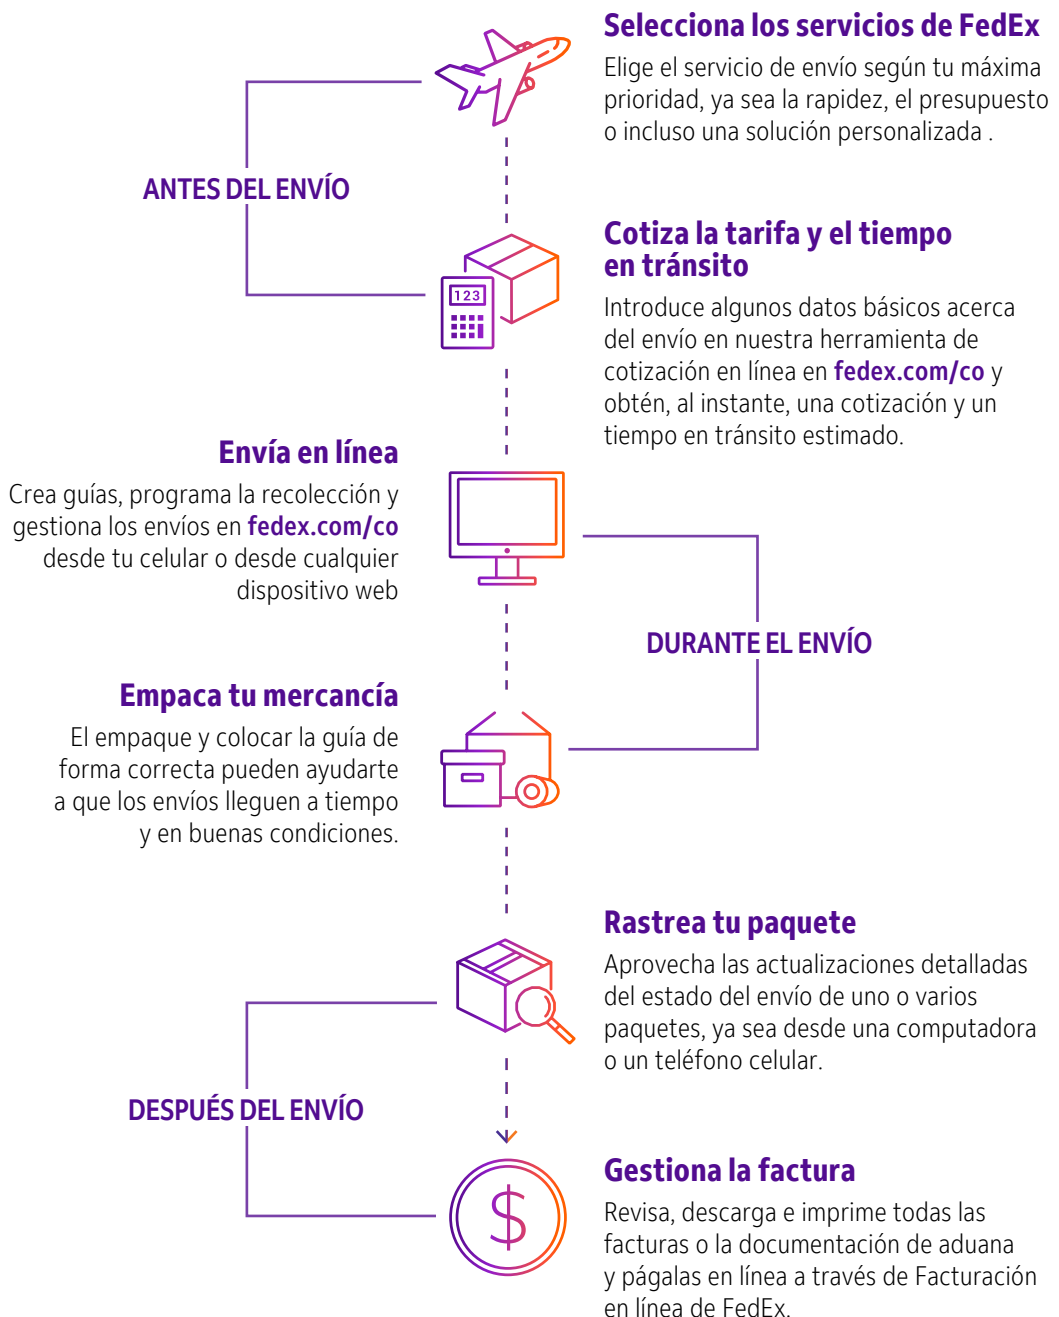 Selecciona los servicios de FedEx
Elige el servicio de envío según tu máxima
prioridad, ya sea la rapidez, el presupuesto
o incluso una solución personalizada .
ANTES DEL ENVÍO
Cotiza la tarifa y el tiempo
en tránsito
123
Introduce algunos datos básicos acerca
del envío en nuestra herramienta de
cotización en línea en fedex.com/co y
obtén, al instante, una cotización y un
tiempo en tránsito estimado.
Envía en línea
Crea guías, programa la recolección y
gestiona los envíos en fedex.com/co
desde tu celular o desde cualquier
dispositivo web
DURANTE EL ENVÍO
Empaca tu mercancía
El empaque y colocar la guía de
forma correcta pueden ayudarte
a que los envíos lleguen a tiempo
y en buenas condiciones.
Rastrea tu paquete
Aprovecha las actualizaciones detalladas
del estado del envío de uno o varios
paquetes, ya sea desde una computadora
o un teléfono celular.
DESPUÉS DEL ENVÍO
$
Gestiona la factura
Revisa, descarga e imprime todas las
facturas o la documentación de aduana
y págalas en línea a través de Facturación
en línea de FedEx.